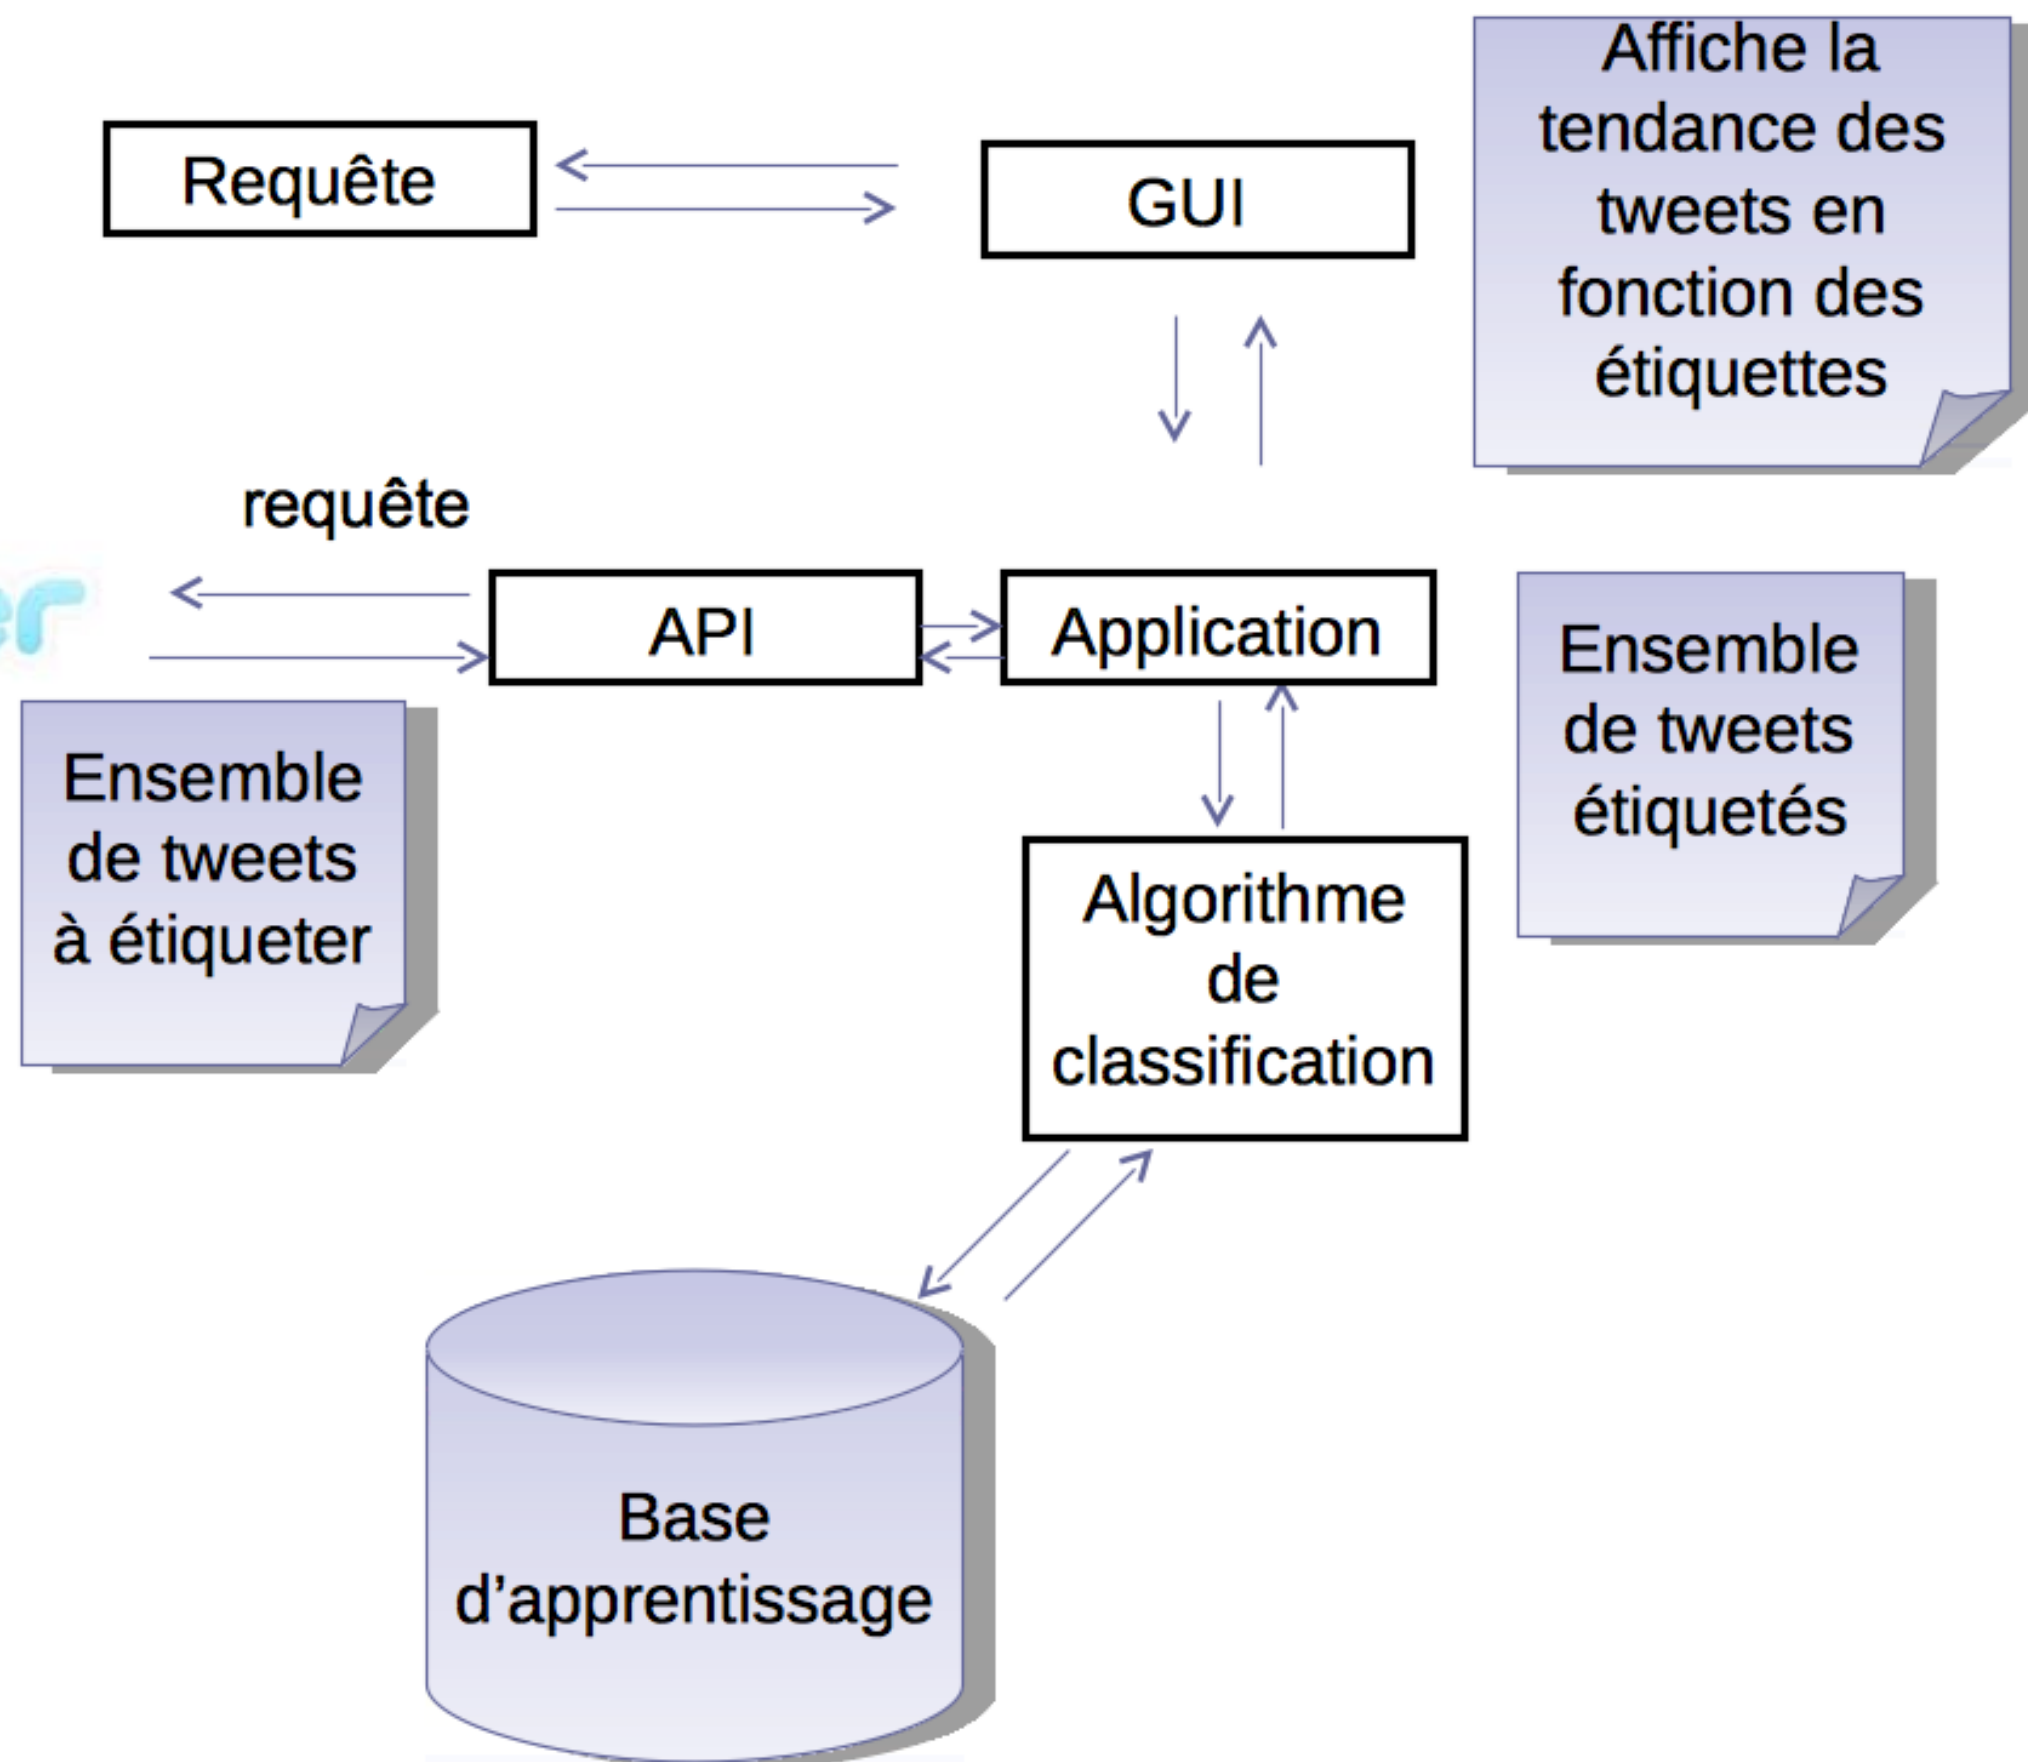 Affiche la
tendance des
tweets en
fonction des
étiquettes
Requête
GUI
requête
er
API
Application
Ensemble
de tweets
étiquetés
Ensemble
de tweets
à étiqueter
Algorithme
de
classification
Base
d’apprentissage